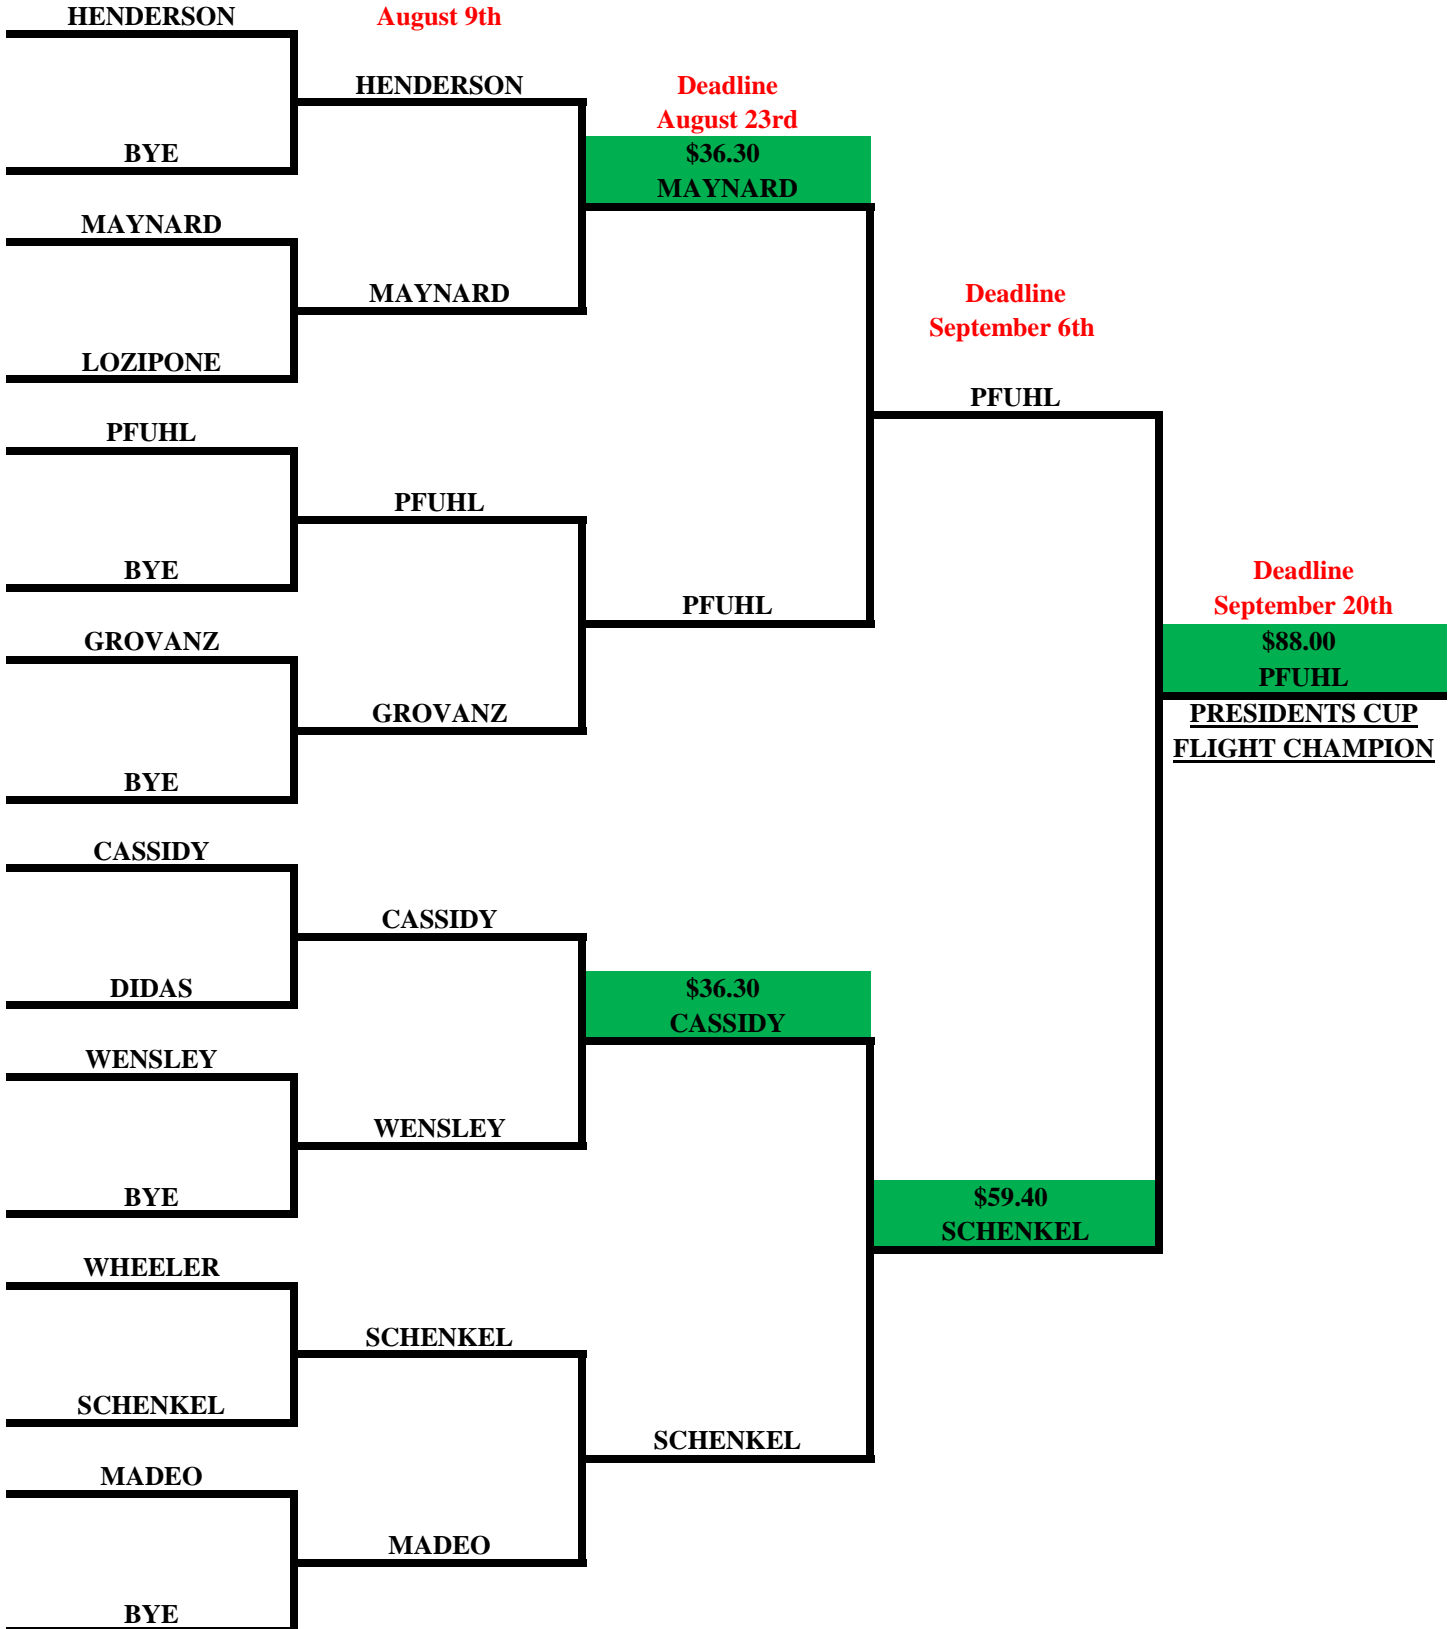 HENDERSON
August 9th
HENDERSON
Deadline
August 23rd
BYE
$36.30
MAYNARD
MAYNARD
MAYNARD
Deadline
September 6th
LOZIPONE
PFUHL
PFUHL
PFUHL
BYE
Deadline
PFUHL
September 20th
GROVANZ
$88.00
PFUHL
GROVANZ
PRESIDENTS CUP
FLIGHT CHAMPION
BYE
CASSIDY
CASSIDY
DIDAS
$36.30
CASSIDY
WENSLEY
WENSLEY
BYE
$59.40
SCHENKEL
WHEELER
SCHENKEL
SCHENKEL
SCHENKEL
MADEO
MADEO
BYE